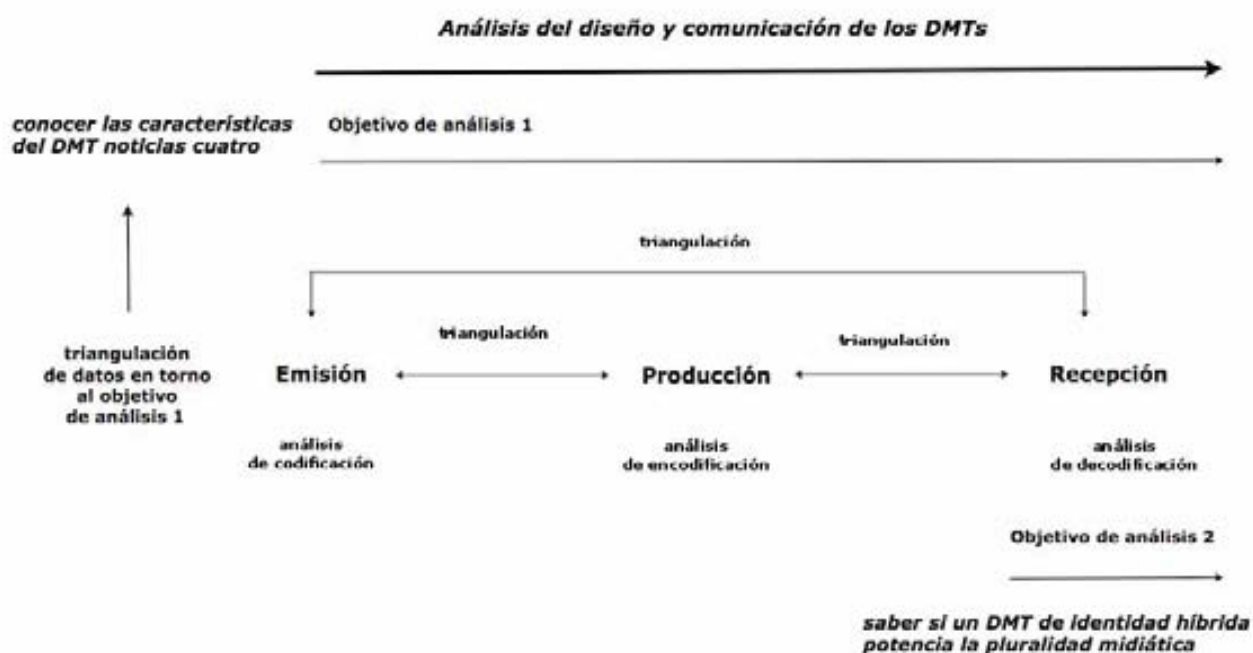 Análisis del diseño y comunicación de los DMTs
conocer las características
del DMT noticias cuatro
Objetivo de análisis 1
triangulación
triangulación
triangulación
triangulación
de datos en torno
al objetivo
de análisis 1
Emisión
Producción
Recepción
análisis
de codificación
análisis
de encodificación
análisis
de decodificación
Objetivo de análisis 2
saber si un DMT de identidad híbrida
potencia la pluralidad midiática